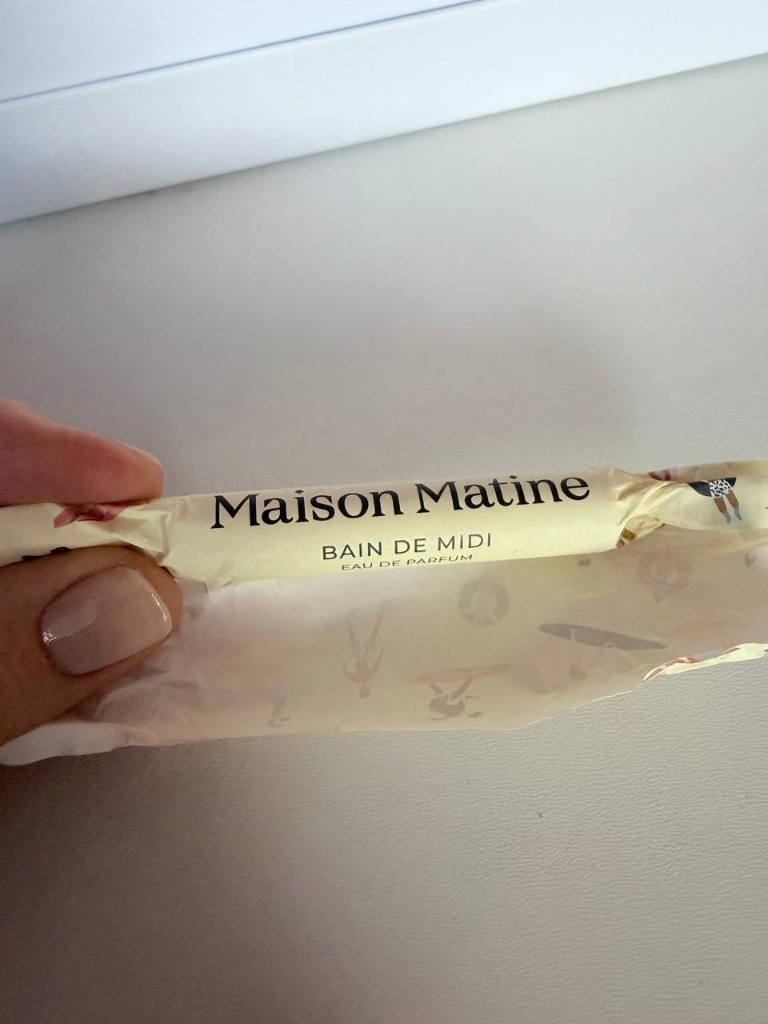 Maison Matine
BAIN DE MIDI
EAU DE PARFUM